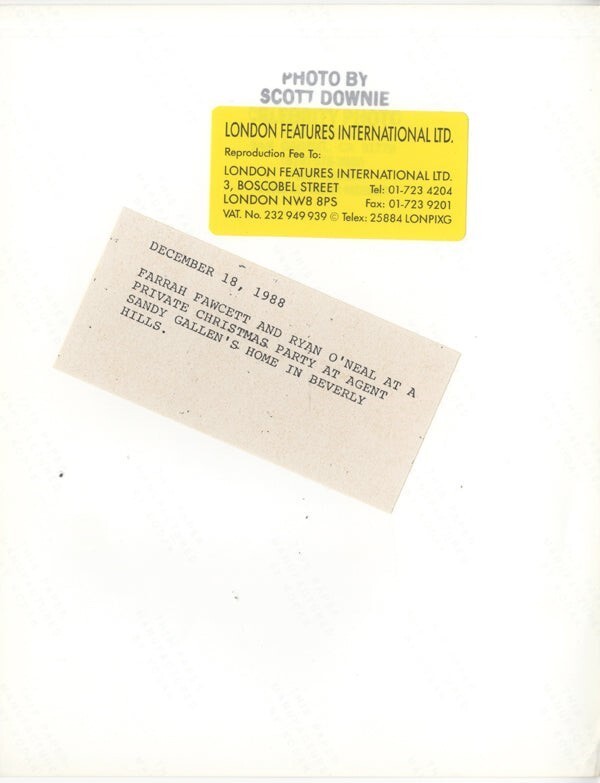 PHOTO BY
SCOTT DOWNIE
LONDON FEATURES INTERNATIONAL LTD.
Reproduction Fee To:
LONDON FEATURES INTERNATIONAL LTD.
3, BOSCOBEL STREET Tel: 01-723 4204
LONDON NW8 8PS Fax: 01-723 9201
VAT. No. 232 949 939 © Telex: 25884 LONPIXG
DECEMBER 18, 1988
FARRAH FAWCETT AND RYAN O'NEAL AT A
PRIVATE CHRISTMAS PARTY AT AGENT
SANDY GALLEN'S HOME IN BEVERLY
HILLS.